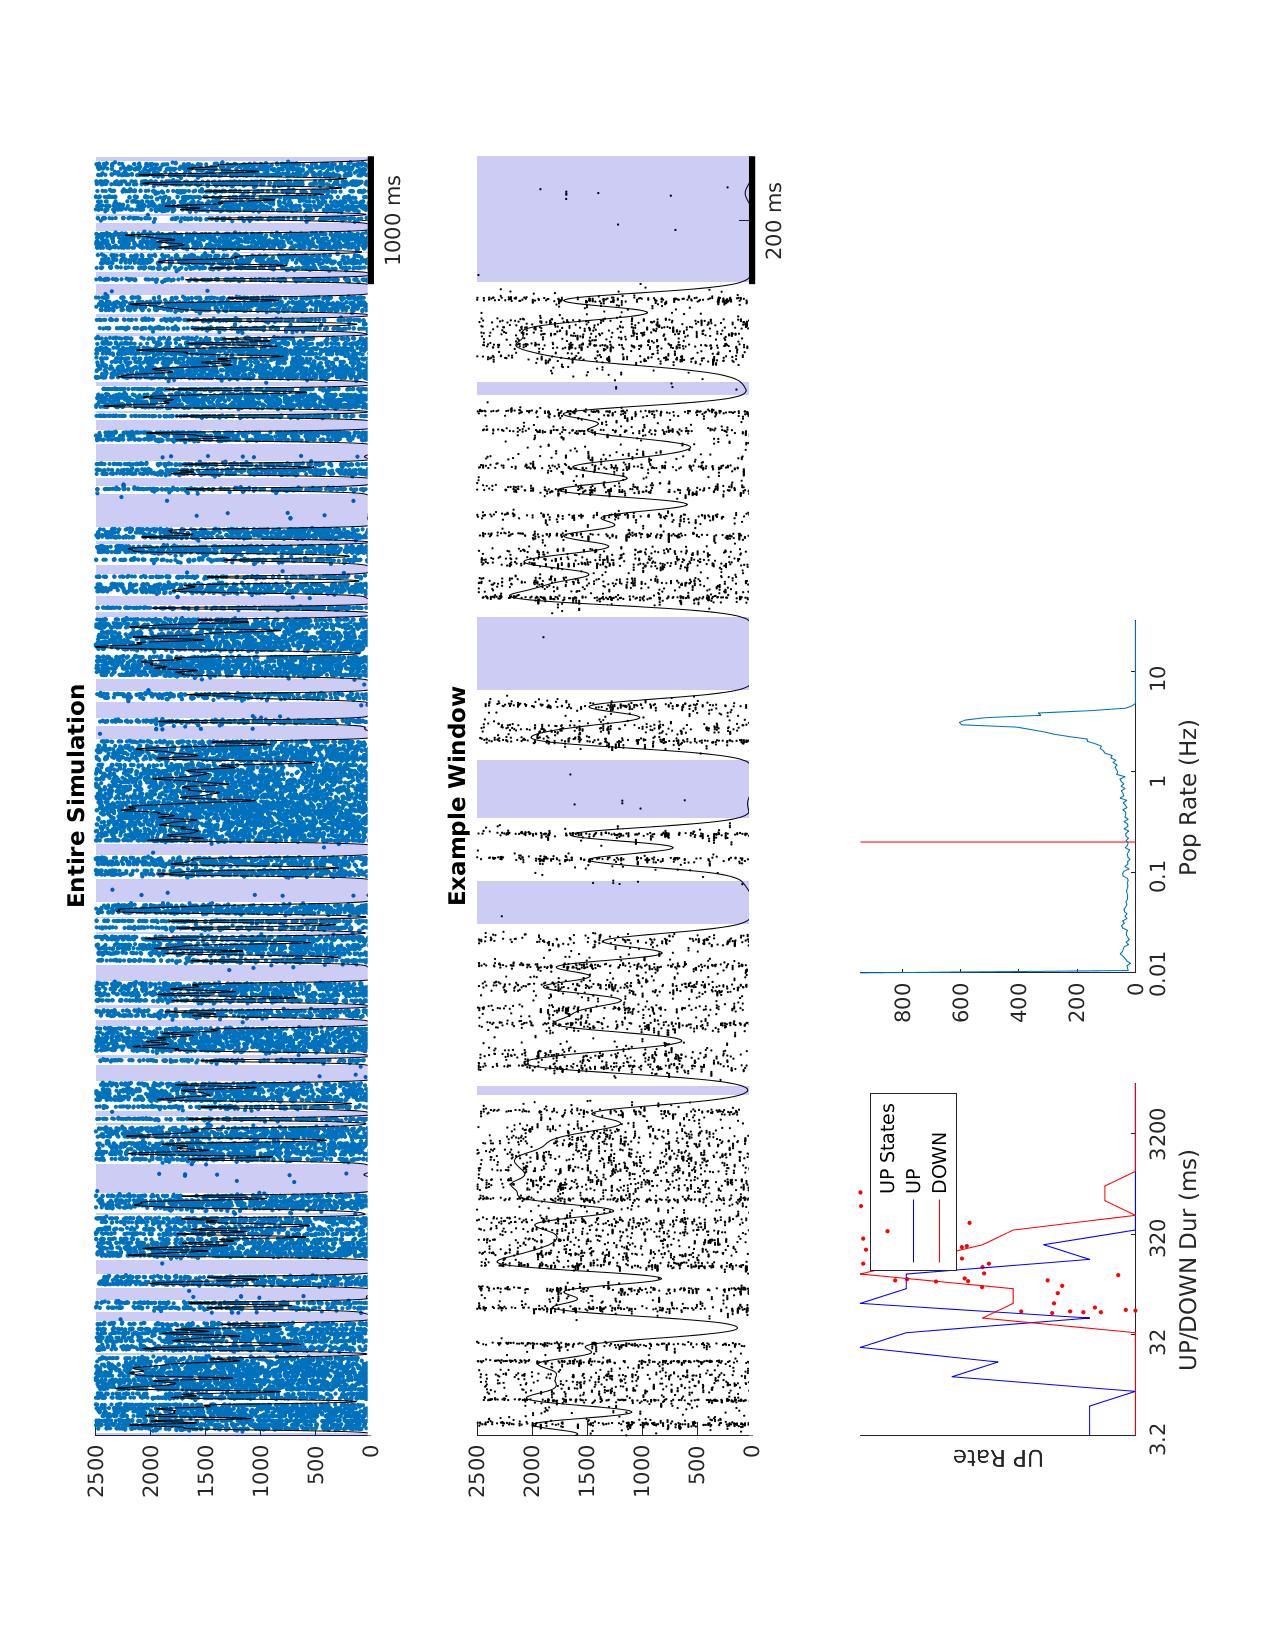 Entire Simulation
2500
2000
1500
1000
500
0
1000 ms
Example Window
2500
2000
1500
1000
500
0
200 ms
UP Rate
UP States
UP
DOWN
3.2 32 320 3200
UP/DOWN Dur (ms)
800
600
400
200
0
0.01 0.1 1 10
Pop Rate (Hz)